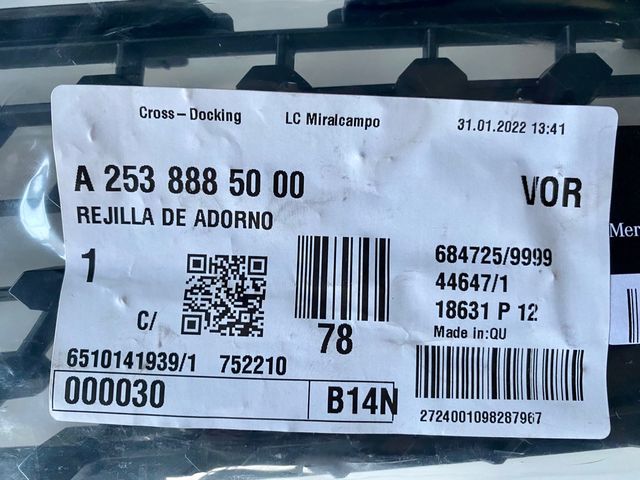 Cross-Docking LC Miralcampo 31.01.2022 13:41
A 253 888 50 00 VOR
REJILLA DE ADORNO
Mer
1
684725/9999
44647/1
18631 P 12
C/
78
Made in:QU
6510141939/1 752210
000030 B14N
2724001098287967